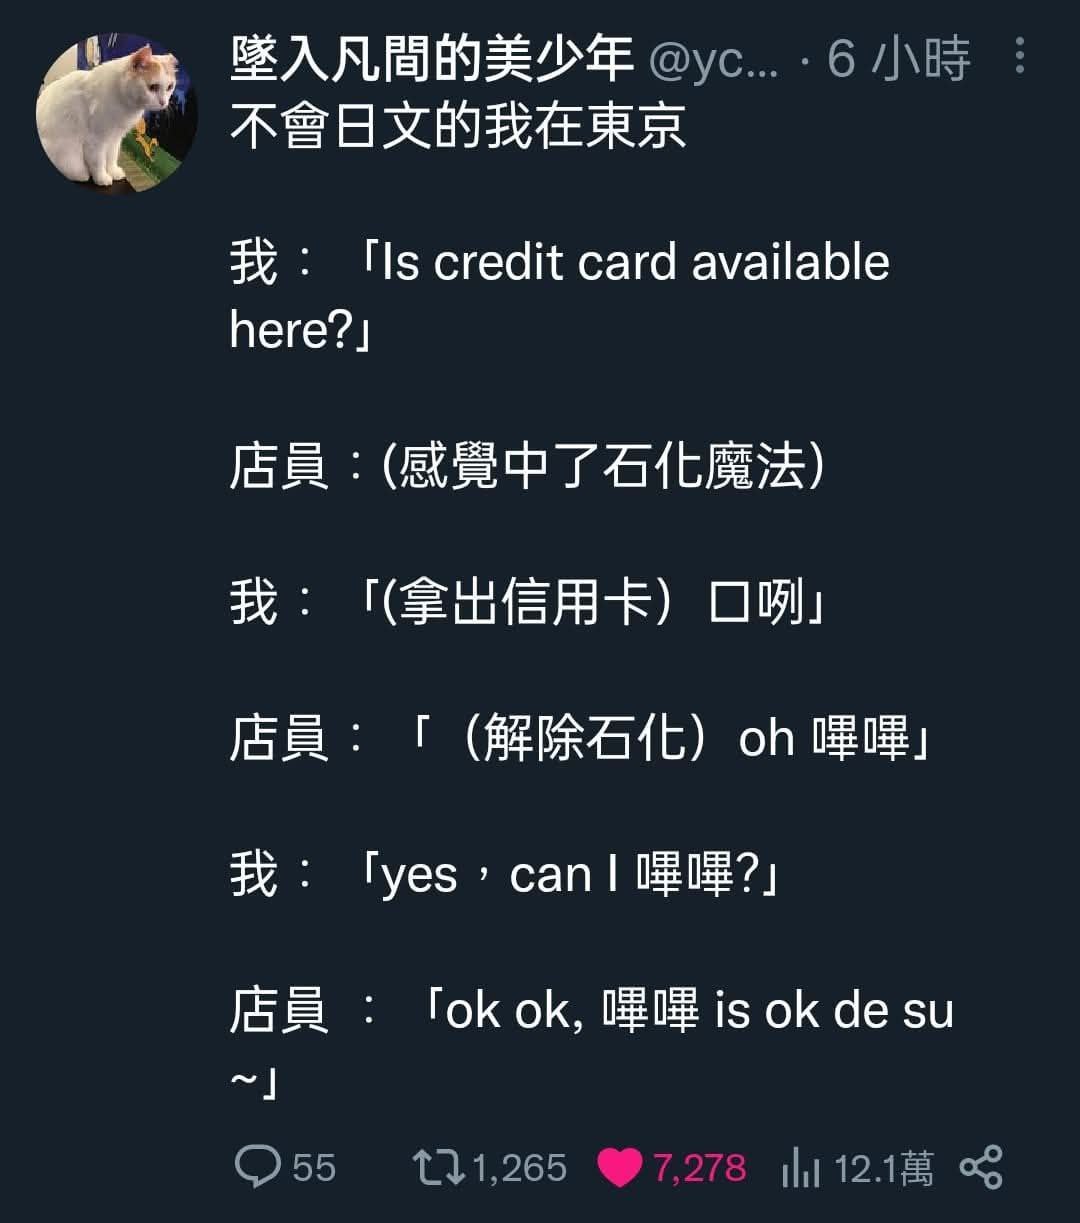 墜入凡間的美少年 @yc... · 6 小時
不會日文的我在東京
我：「Is credit card available
here?」
店員：(感覺中了石化魔法）
我：「(拿出信用卡）口咧」
店員：「（解除石化）oh 嗶嗶」
我：「yes，can I 嗶嗶?」
店員 ：「ok ok, 嗶嗶 is ok de su
~」
55 1,265 7,278 12.1萬